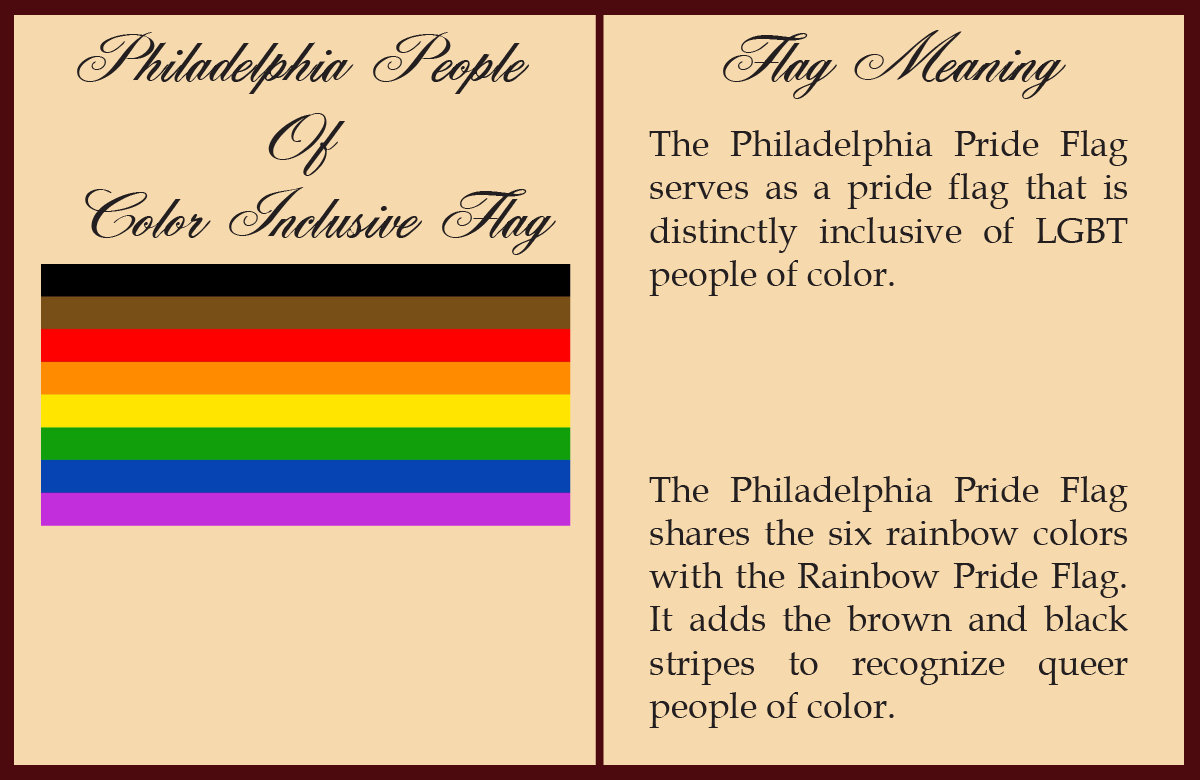 Philadelphia People
Of
Color Inclusive Flag
Flag Meaning
The Philadelphia Pride Flag
serves as a pride flag that is
distinctly inclusive of LGBT
people of color.
The Philadelphia Pride Flag
shares the six rainbow colors
with the Rainbow Pride Flag.
It adds the brown and black
stripes to recognize queer
people of color.